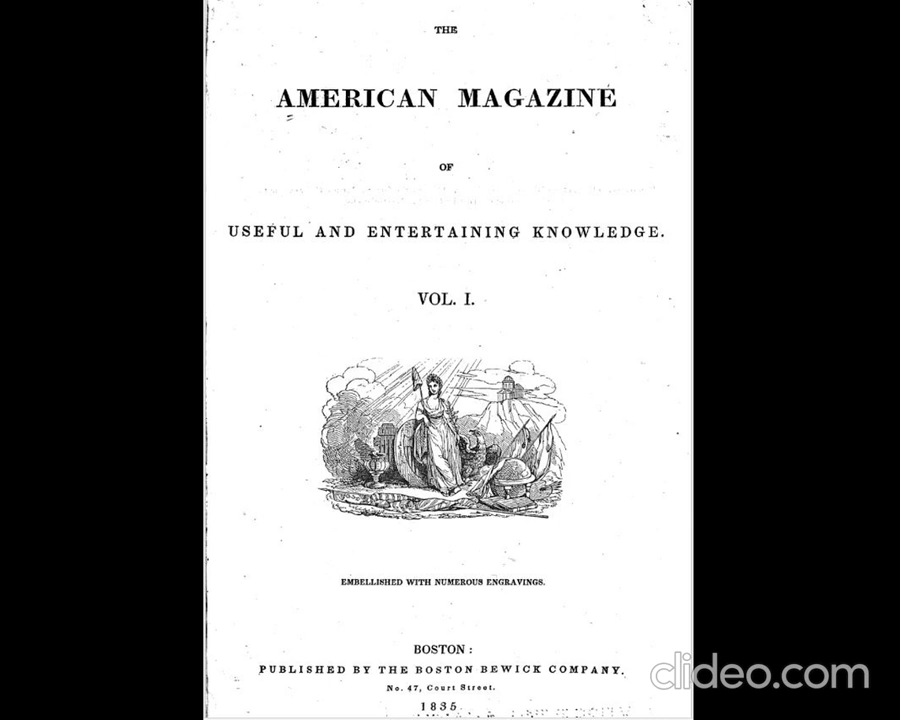 THE
AMERICAN MAGAZINE
OF
USEFUL AND ENTERTAINING KNOWLEDGE.
VOL. I.
EMBELLISHED WITH NUMEROUS ENGRAVINGS.
BOSTON:
PUBLISHED BY THE BOSTON BEWICK COMPANY.
No. 47, Court Street.
1835
clideo.com